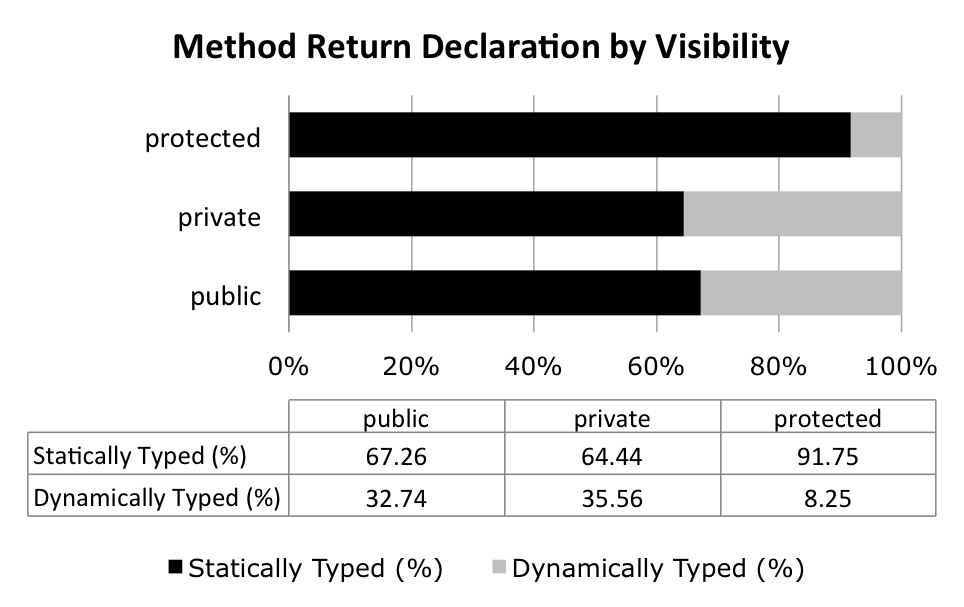 Method Return Declaration by Visibility
protected
private
public
0% 20% 40% 60% 80% 100%
public private protected
Statically Typed (%) 67.26 64.44 91.75
Dynamically Typed (%) 32.74 35.56 8.25
Statically Typed (%) Dynamically Typed (%)